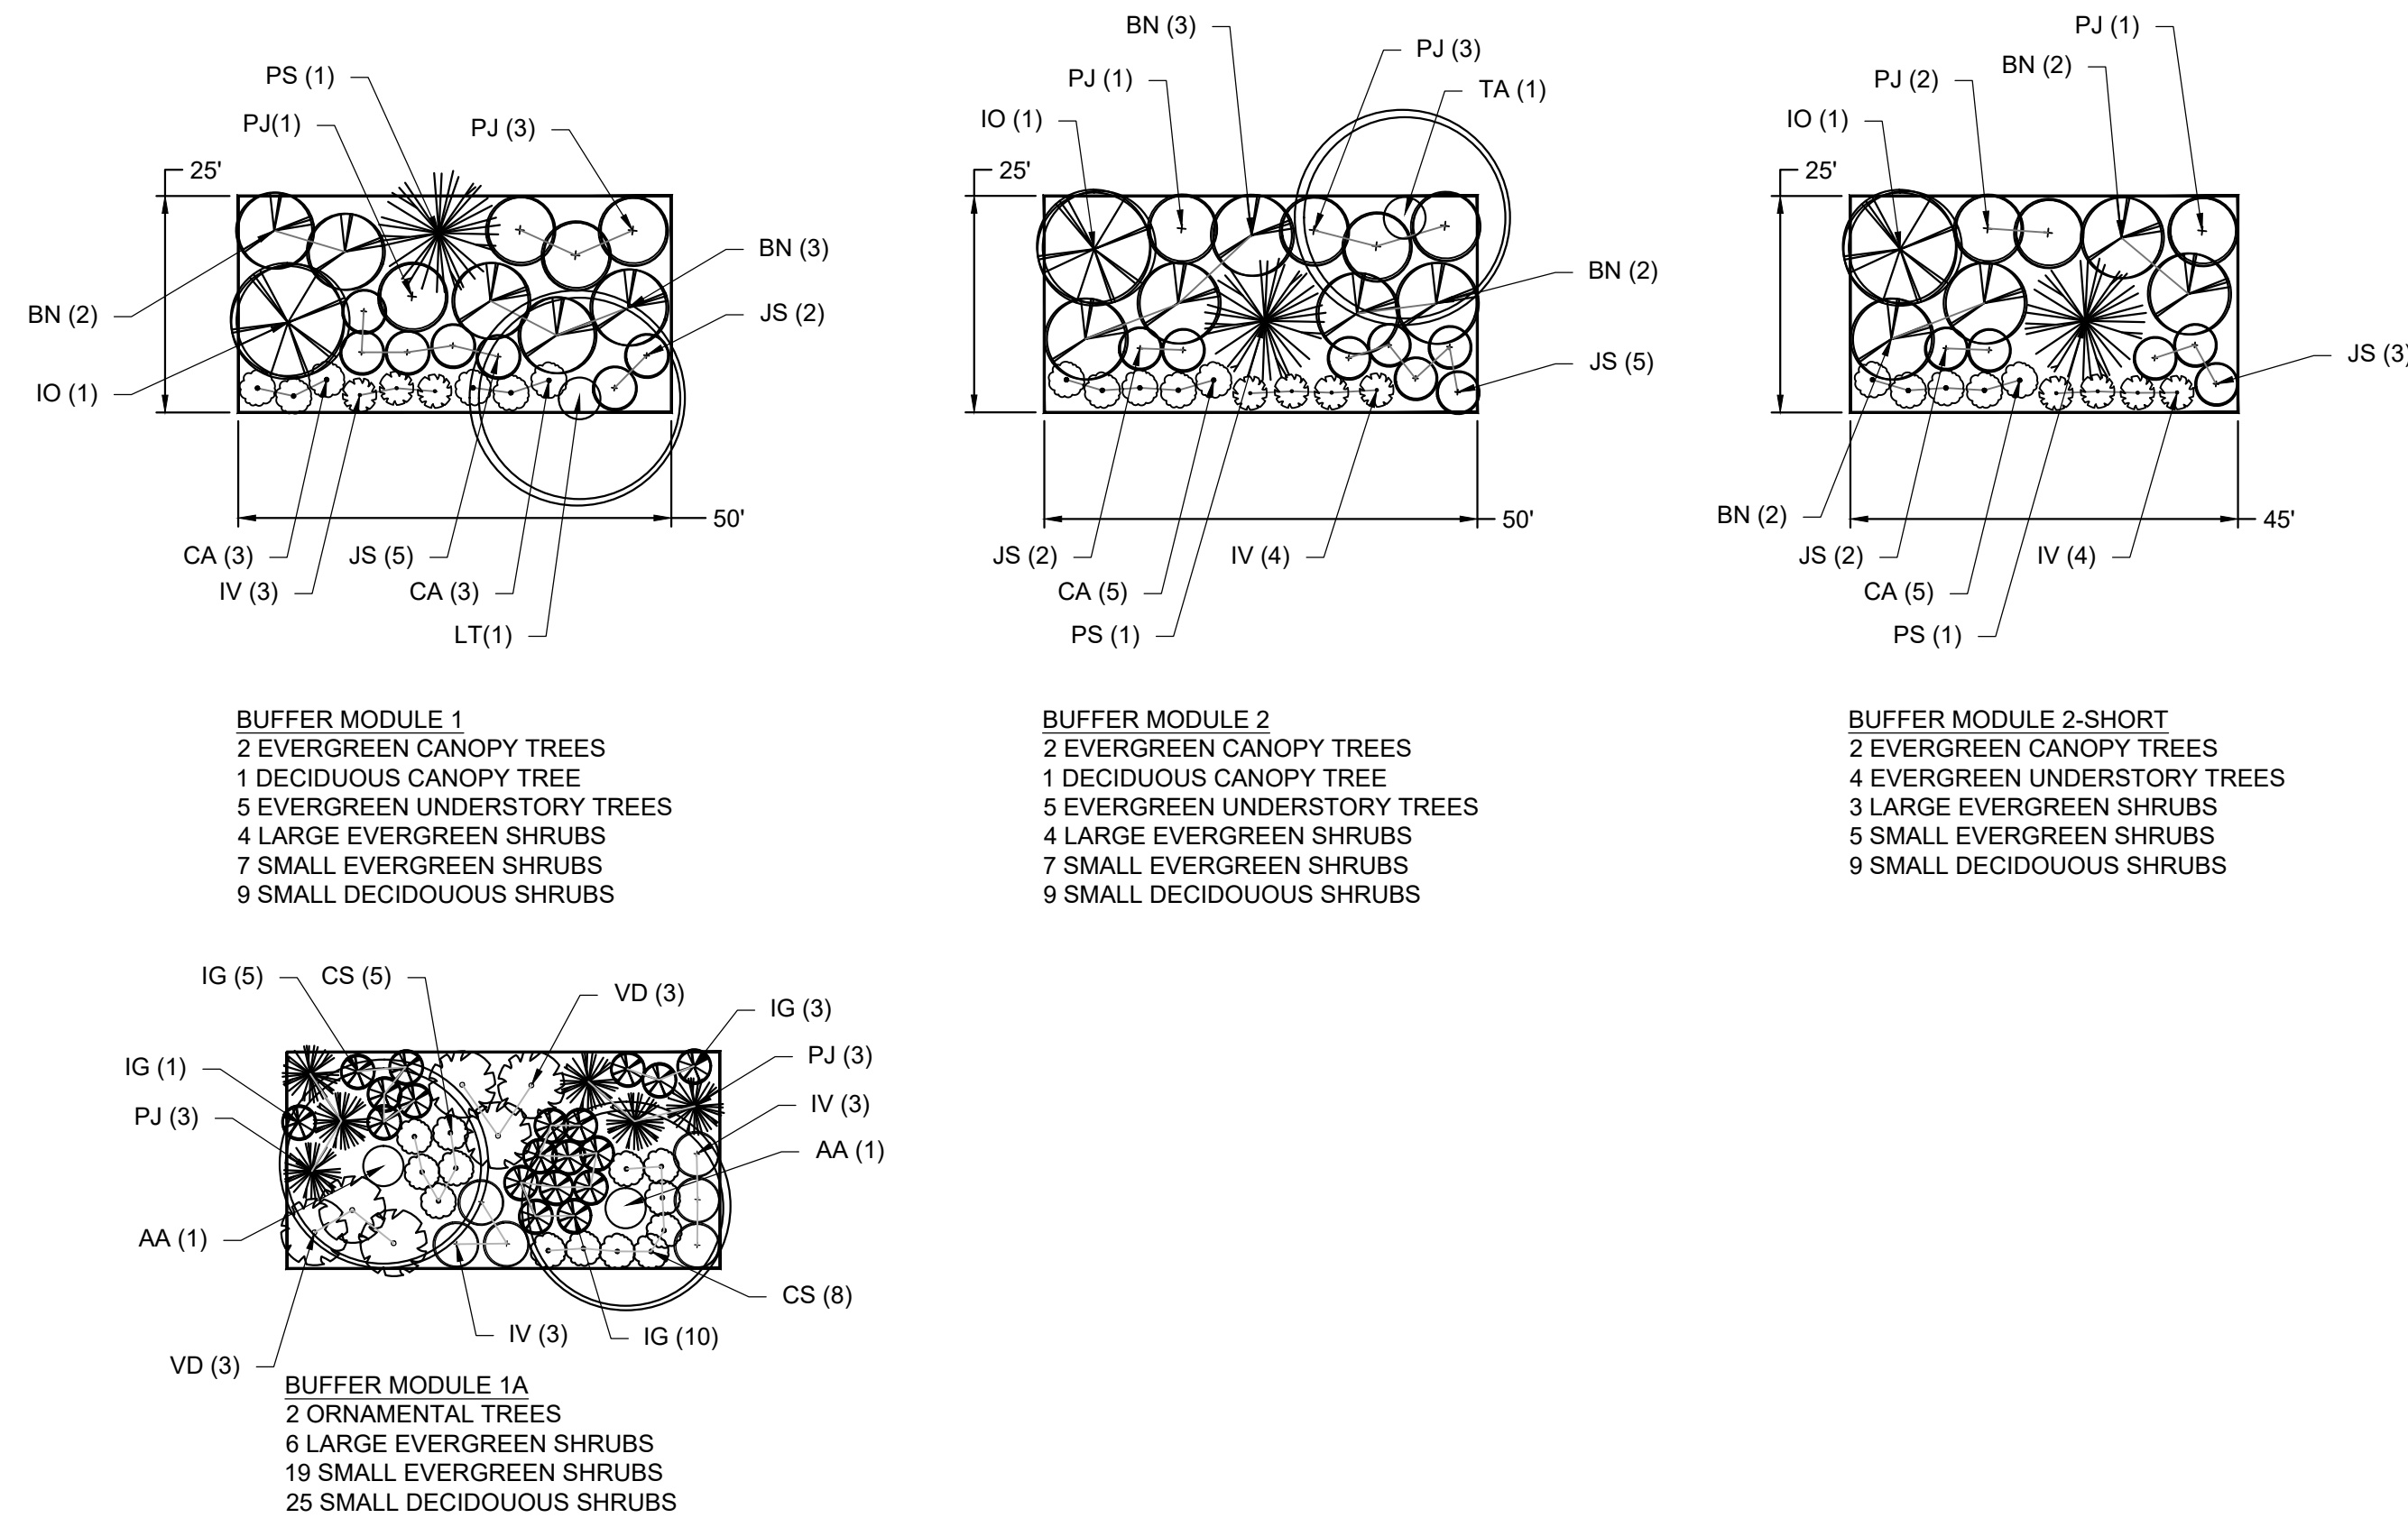 PS (1)
PJ(1)
PJ (3)
25'
BN (3)
JS (2)
BN (2)
IO (1)
50'
CA (3)
JS (5)
IV (3)
CA (3)
LT(1)
BUFFER MODULE 1
2 EVERGREEN CANOPY TREES
1 DECIDUOUS CANOPY TREE
5 EVERGREEN UNDERSTORY TREES
4 LARGE EVERGREEN SHRUBS
7 SMALL EVERGREEN SHRUBS
9 SMALL DECIDOUOUS SHRUBS
BN (3)
PJ (3)
PJ (1)
TA (1)
IO (1)
25'
BN (2)
JS (5)
50'
JS (2)
IV (4)
CA (5)
PS (1)
BUFFER MODULE 2
2 EVERGREEN CANOPY TREES
1 DECIDUOUS CANOPY TREE
5 EVERGREEN UNDERSTORY TREES
4 LARGE EVERGREEN SHRUBS
7 SMALL EVERGREEN SHRUBS
9 SMALL DECIDOUOUS SHRUBS
PJ (1)
BN (2)
PJ (2)
IO (1)
25'
JS (3)
BN (2)
45'
JS (2)
IV (4)
CA (5)
PS (1)
BUFFER MODULE 2-SHORT
2 EVERGREEN CANOPY TREES
4 EVERGREEN UNDERSTORY TREES
3 LARGE EVERGREEN SHRUBS
5 SMALL EVERGREEN SHRUBS
9 SMALL DECIDOUOUS SHRUBS
IG (5)
CS (5)
VD (3)
IG (3)
IG (1)
PJ (3)
PJ (3)
IV (3)
AA (1)
AA (1)
CS (8)
IV (3)
IG (10)
VD (3)
BUFFER MODULE 1A
2 ORNAMENTAL TREES
6 LARGE EVERGREEN SHRUBS
19 SMALL EVERGREEN SHRUBS
25 SMALL DECIDOUOUS SHRUBS